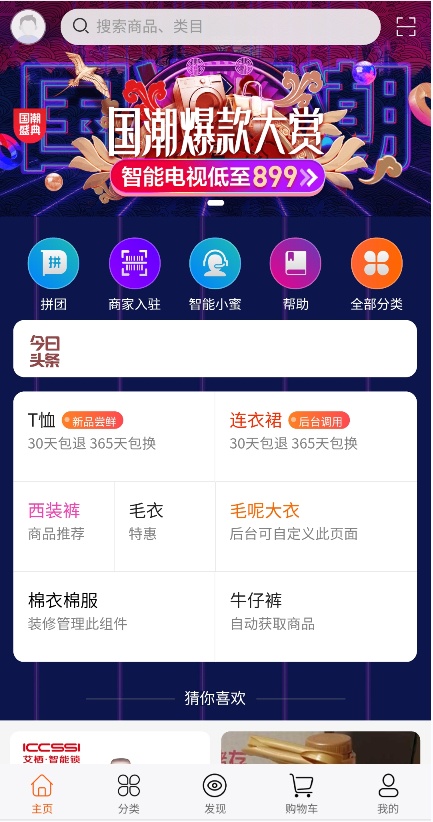 搜索商品、类目
国潮
国潮
盛典
国潮爆款大赏
智能电视低至899
拼
拼团
商家入驻
智能小蜜
帮助
全部分类
今日
头条
T恤 新品尝鲜
30天包退 365天包换
连衣裙 后台调用
30天包退 365天包换
西装裤
商品推荐
毛衣
特惠
毛呢大衣
后台可自定义此页面
棉衣棉服
装修管理此组件
牛仔裤
自动获取商品
猜你喜欢
ICCSSI
艾栖·智能锁
主页
分类
发现
购物车
我的